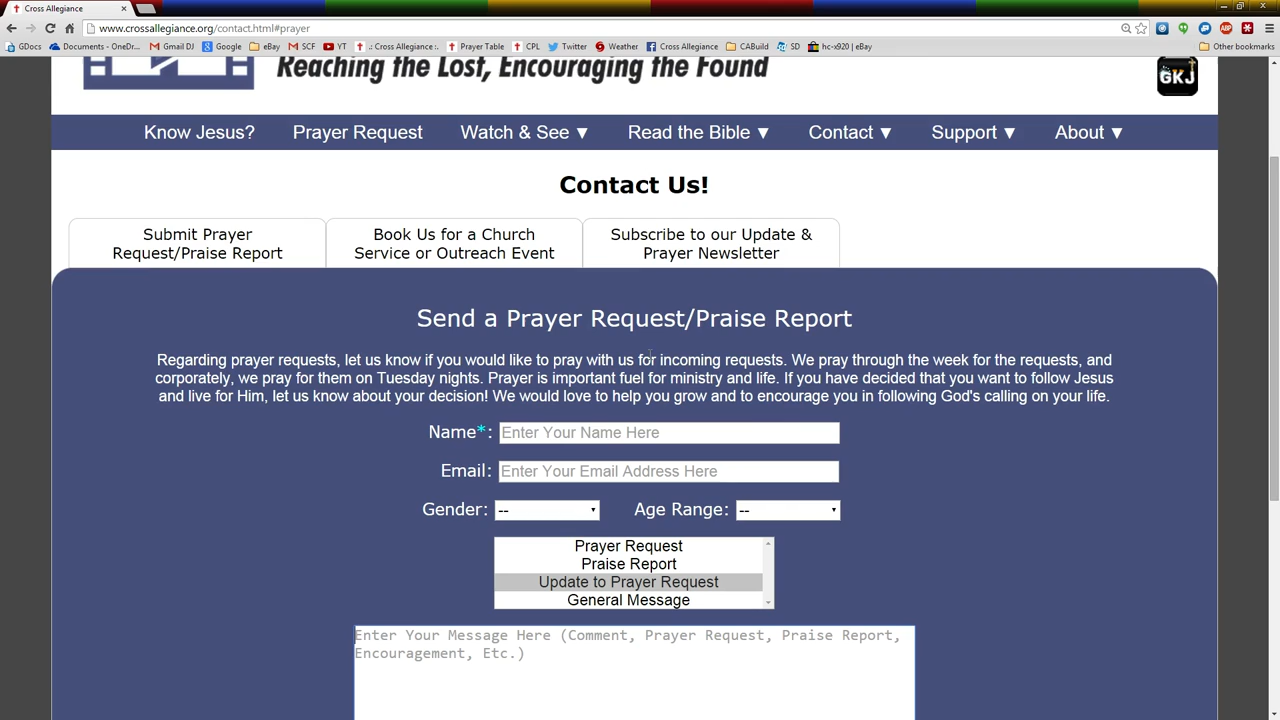 Cross Allegiance
www.crossallegiance.org/contact.html#prayer
GDocs Documents - OneDr... Gmail DJ Google eBay SCF YT .: Cross Allegiance :. Prayer Table CPL Twitter Weather Cross Allegiance CABuild SD hc-x920 | eBay Other bookmarks
Reaching the Lost, Encouraging the Found
GKJ
Know Jesus? Prayer Request Watch & See ▼ Read the Bible ▼ Contact ▼ Support ▼ About ▼
Contact Us!
Submit Prayer
Request/Praise Report
Book Us for a Church
Service or Outreach Event
Subscribe to our Update &
Prayer Newsletter
Send a Prayer Request/Praise Report
Regarding prayer requests, let us know if you would like to pray with us for incoming requests. We pray through the week for the requests, and
corporately, we pray for them on Tuesday nights. Prayer is important fuel for ministry and life. If you have decided that you want to follow Jesus
and live for Him, let us know about your decision! We would love to help you grow and to encourage you in following God's calling on your life.
Name*: Enter Your Name Here
Email: Enter Your Email Address Here
Gender: -- Age Range: --
Prayer Request
Praise Report
Update to Prayer Request
General Message
Enter Your Message Here (Comment, Prayer Request, Praise Report,
Encouragement, Etc.)